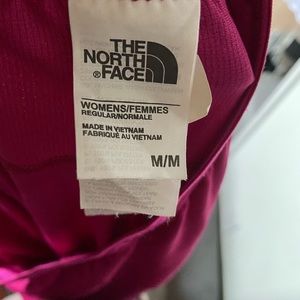 THE
NORTH
®FACE
WOMENS/FEMMES
REGULAR/NORMALE
MADE IN VIETNAM
FABRIQUÉ AU VIETNAM
M/M